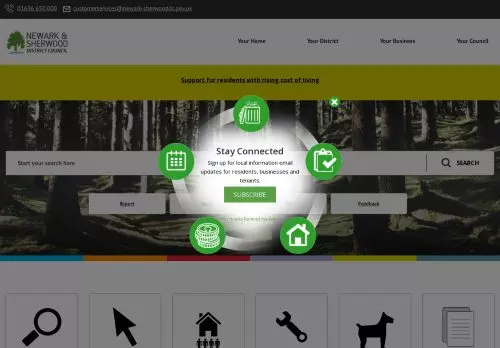 01636 650 000 customerservices@newark-sherwooddc.gov.uk
NEWARK &
SHERWOOD
DISTRICT COUNCIL
Your Home Your District Your Business Your Council
Support for residents with rising cost of living
Stay Connected
Sign up for local information email
updates for residents, businesses and
tenants.
SUBSCRIBE
Start your search here
SEARCH
Report
Feedback